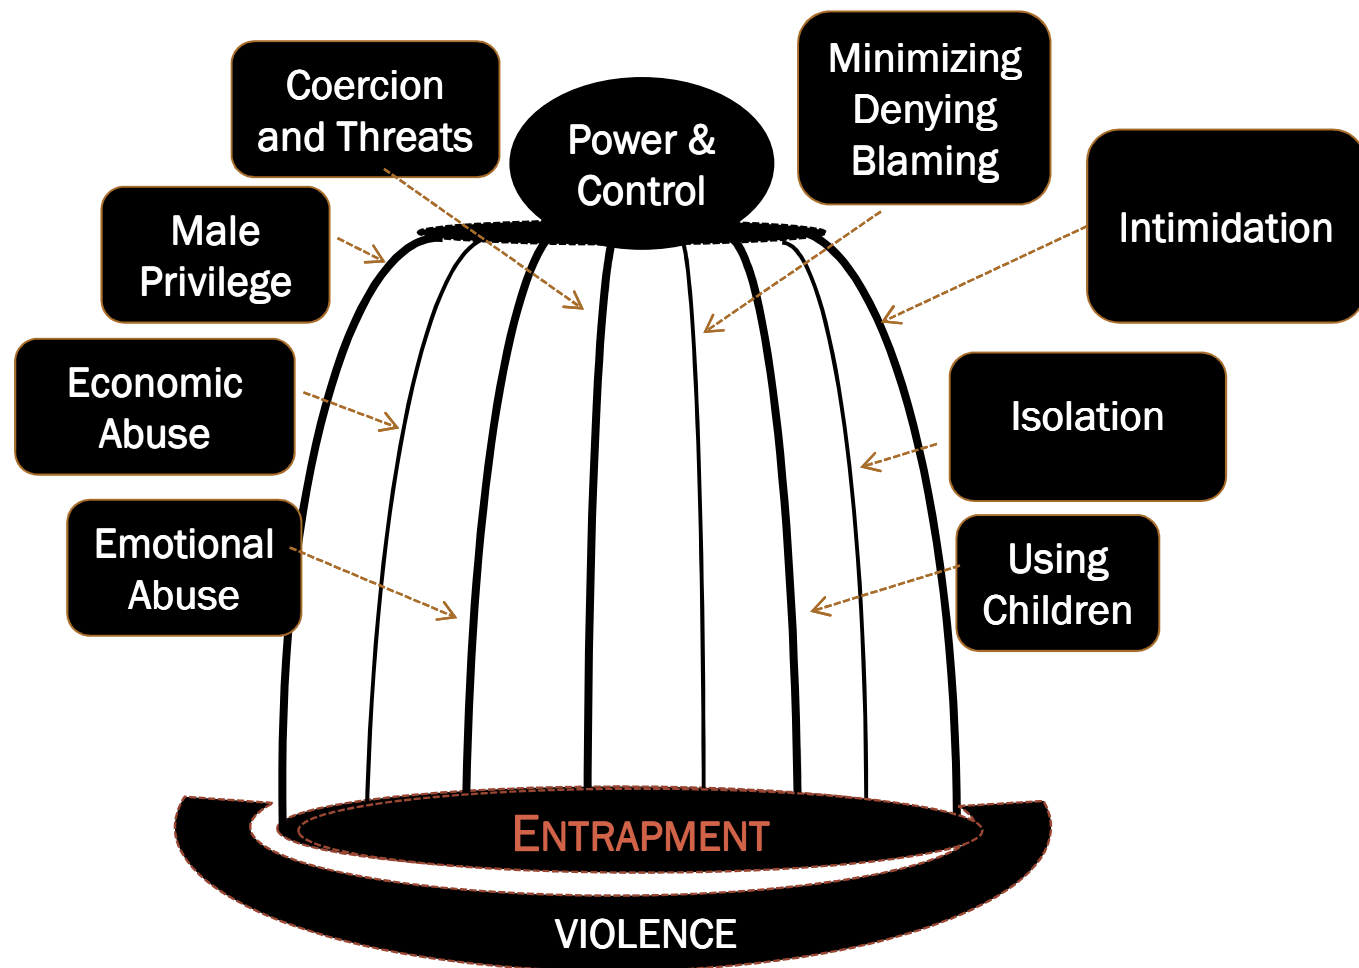 Coercion
and Threats
Power &
Control
Minimizing
Denying
Blaming
Male
Privilege
Intimidation
Economic
Abuse
Isolation
Emotional
Abuse
Using
Children
ENTRAPMENT
VIOLENCE